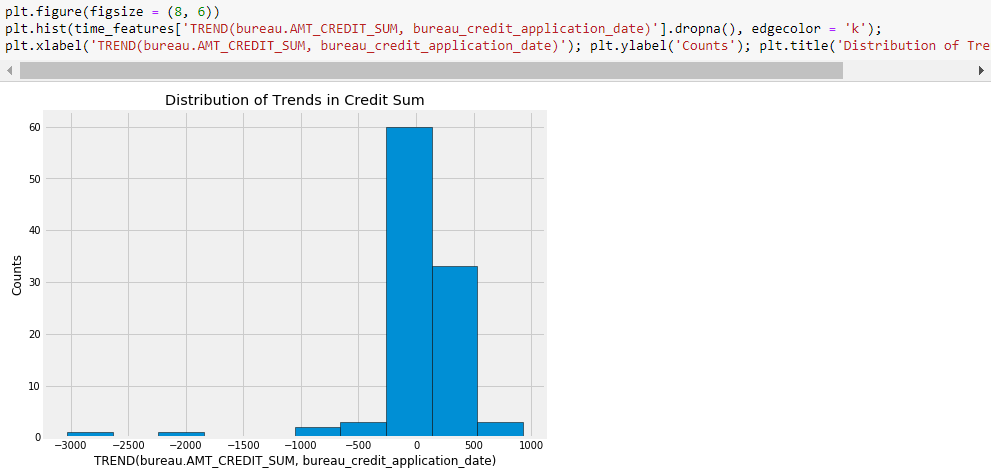 plt.figure(figsize = (8, 6))
plt.hist(time_features['TREND(bureau.AMT_CREDIT_SUM, bureau_credit_application_date)'].dropna(), edgecolor = 'k');
plt.xlabel('TREND(bureau.AMT_CREDIT_SUM, bureau_credit_application_date)'); plt.ylabel('Counts'); plt.title('Distribution of Tre
Distribution of Trends in Credit Sum
60
50
40
30
20
10
0
Counts
−3000 −2500 −2000 −1500 −1000 −500 0 500 1000
TREND(bureau.AMT_CREDIT_SUM, bureau_credit_application_date)